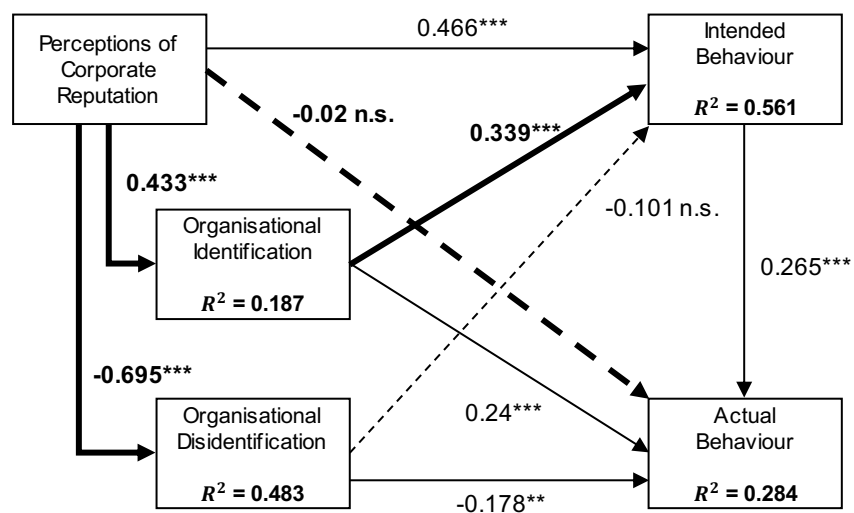 Perceptions of
Corporate
Reputation
0.466***
Intended
Behaviour
R² = 0.561
-0.02 n.s.
0.339***
0.433***
-0.101 n.s.
Organisational
Identification
R² = 0.187
0.265***
-0.695***
0.24***
Organisational
Disidentification
R² = 0.483
Actual
Behaviour
R² = 0.284
-0.178**